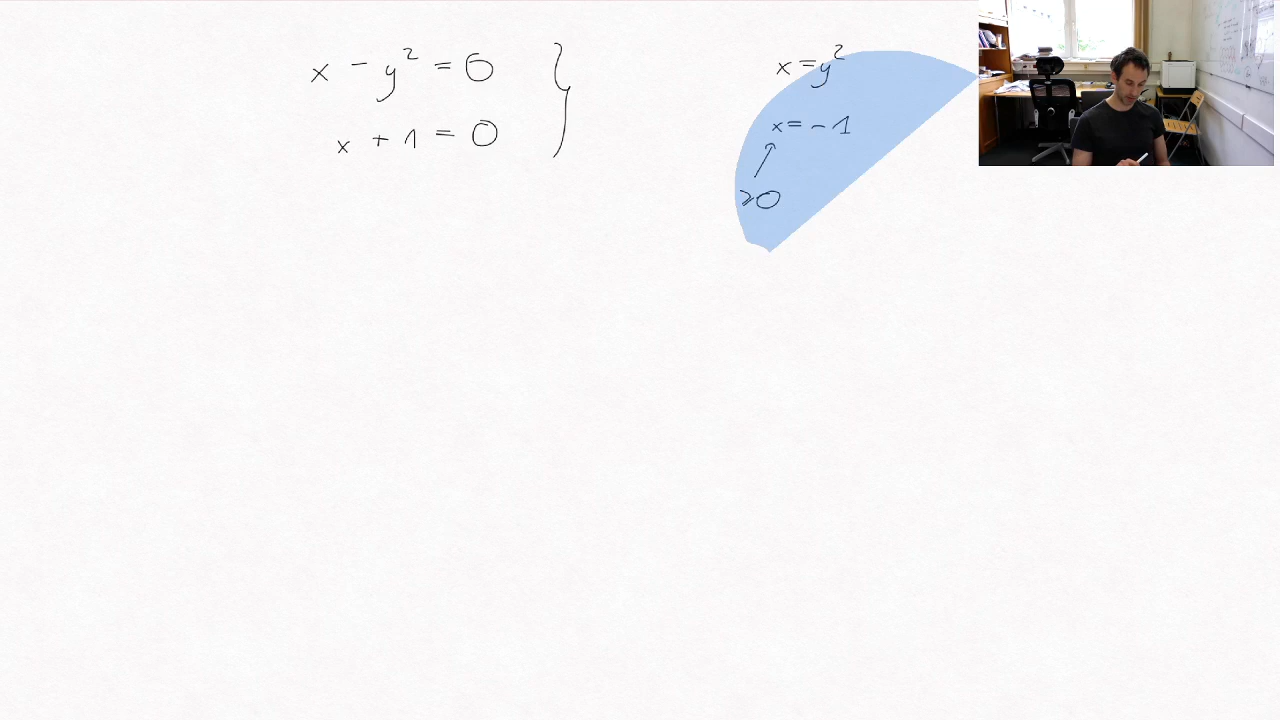 x - y² = 0 }
x + 1 = 0
x = y²
x = -1
↗
≥0